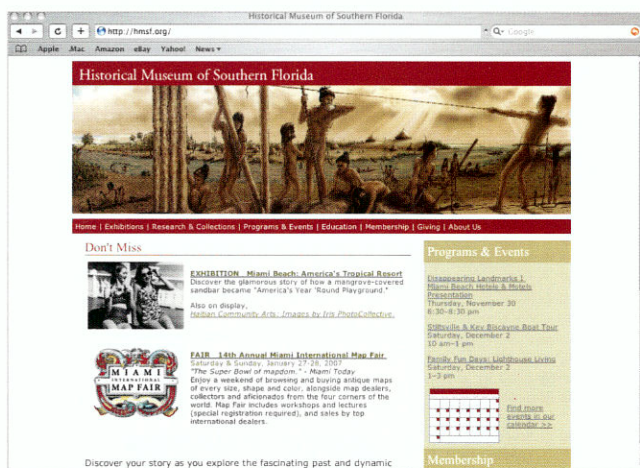 Historical Museum of Southern Florida
http://hmsf.org/
Google
Apple Mac Amazon eBay Yahoo! News ▾
Historical Museum of Southern Florida
Home | Exhibitions | Research & Collections | Programs & Events | Education | Membership | Giving | About Us
Don't Miss
EXHIBITION Miami Beach: America's Tropical Resort
Discover the glamorous story of how a mangrove-covered
sandbar became "America's Year 'Round Playground."
Also on display,
Haitian Community Arts: Images by Iris PhotoCollective
MIAMI
INTERNATIONAL
MAP FAIR
FAIR 14th Annual Miami International Map Fair
Saturday & Sunday, January 27-28, 2007
"The Super Bowl of mapdom." - Miami Today
Enjoy a weekend of browsing and buying antique maps
of every size, shape and color, alongside map dealers,
collectors and aficionados from the four corners of the
world. Map Fair includes workshops and lectures
(special registration required), and sales by top
international dealers.
Discover your story as you explore the fascinating past and dynamic
Programs & Events
Disappearing Landmarks I
Miami Beach Hotels & Motels
Presentation
Thursday, November 30
6:30–8:30 pm
Stiltsville & Key Biscayne Boat Tour
Saturday, December 2
10 am–1 pm
Family Fun Days: Lighthouse Living
Saturday, December 2
1–3 pm
Find more
events in our
calendar >>
Membership